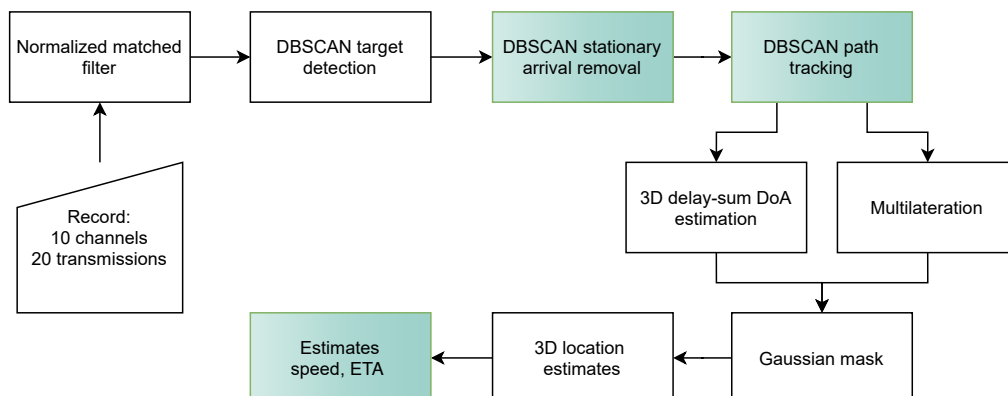 Normalized matched
filter
DBSCAN target
detection
DBSCAN stationary
arrival removal
DBSCAN path
tracking
Record:
10 channels
20 transmissions
3D delay-sum DoA
estimation
Multilateration
Estimates
speed, ETA
3D location
estimates
Gaussian mask